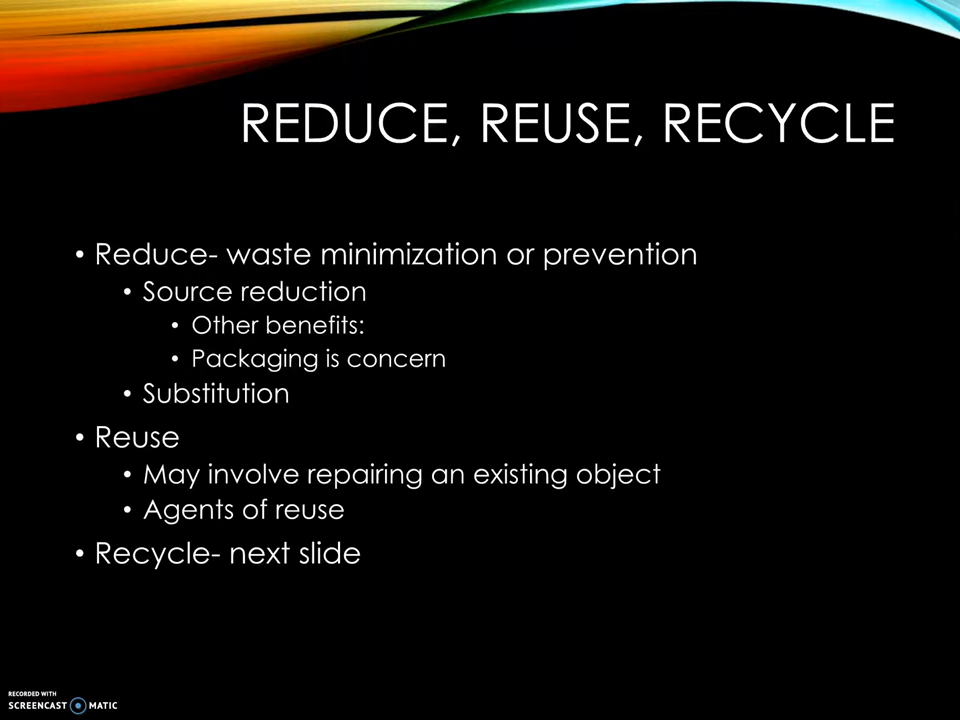 REDUCE, REUSE, RECYCLE
• Reduce- waste minimization or prevention
• Source reduction
• Other benefits:
• Packaging is concern
• Substitution
• Reuse
• May involve repairing an existing object
• Agents of reuse
• Recycle- next slide
RECORDED WITH
SCREENCAST MATIC